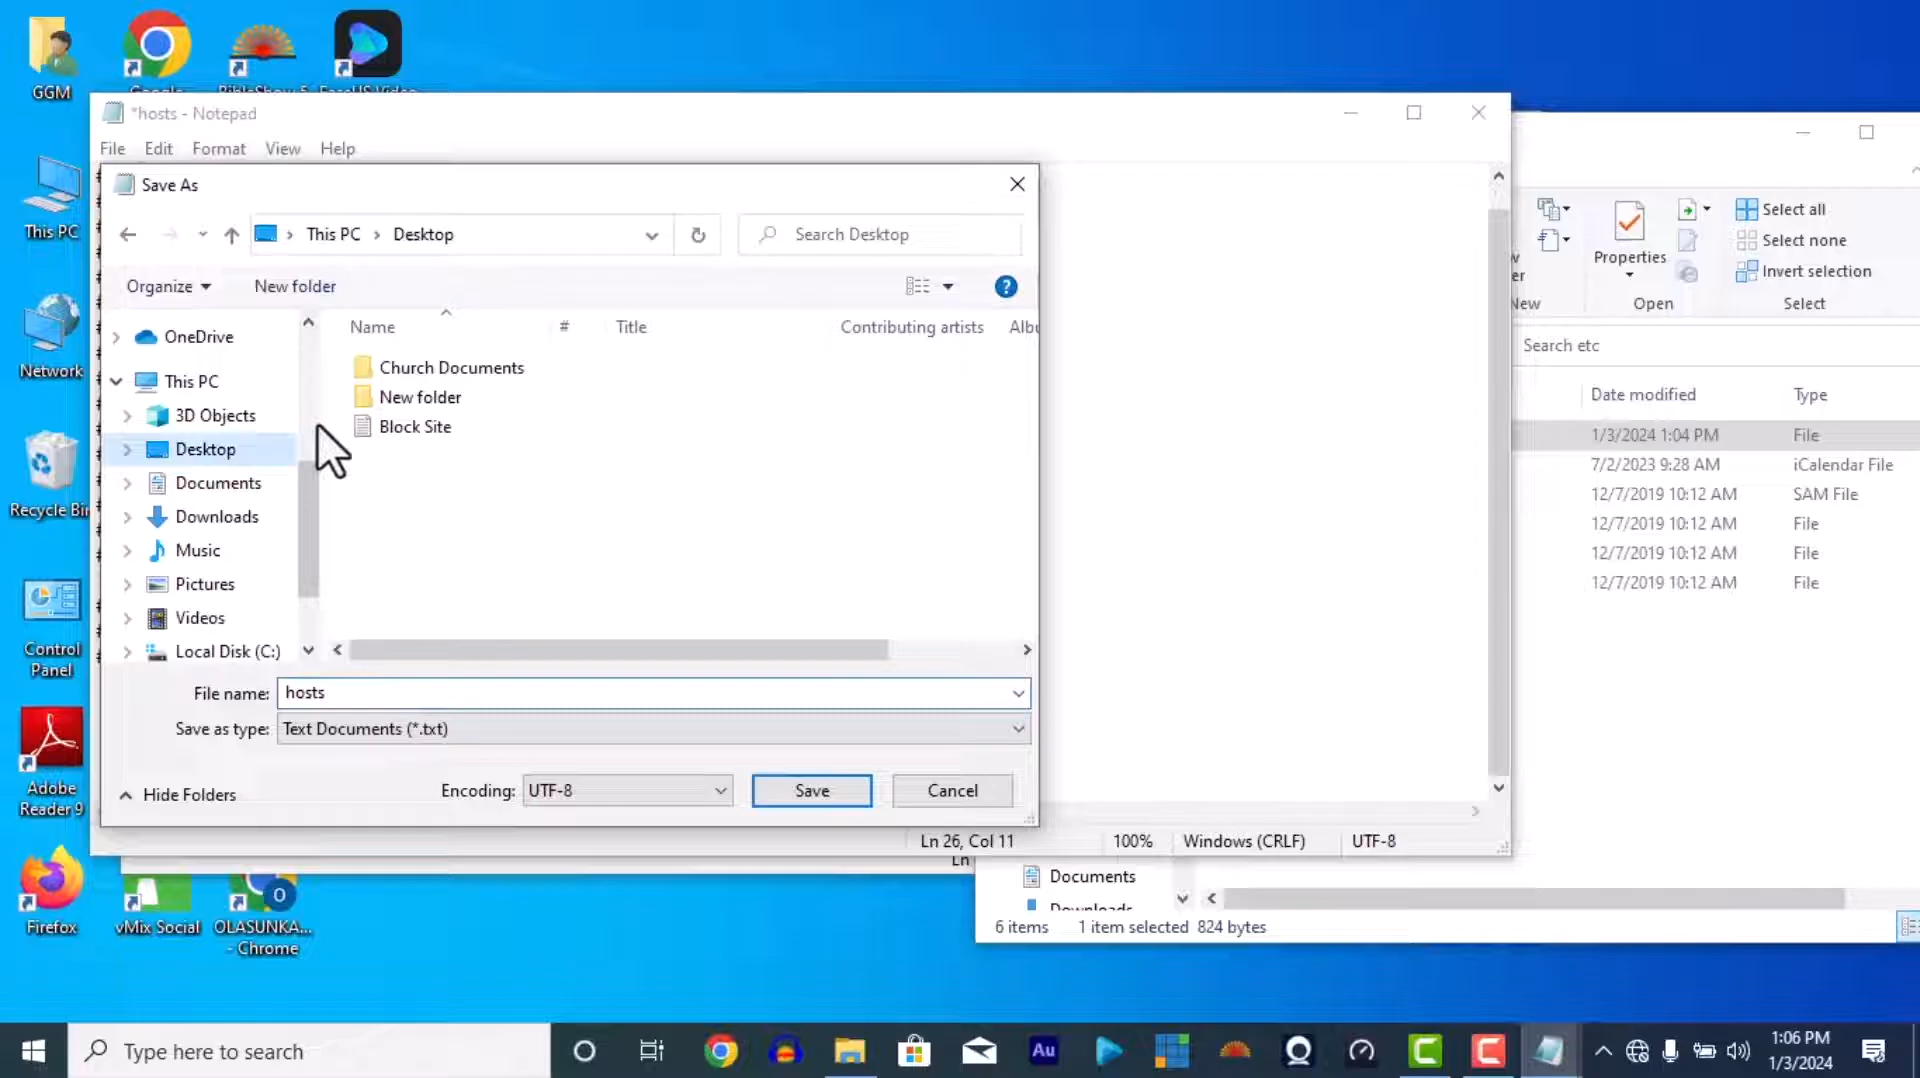 GGM
Google
*hosts - Notepad
File Edit Format View Help
Save As
This PC
Desktop
Search Desktop
Organize
New folder
?
Name
#
Title
Contributing artists
OneDrive
This PC
3D Objects
Desktop
Documents
Downloads
Music
Pictures
Videos
Local Disk (C:)
Church Documents
New folder
Block Site
File name: hosts
Save as type: Text Documents (*.txt)
Hide Folders
Encoding: UTF-8
Save
Cancel
Ln 26, Col 11
100%
Windows (CRLF)
UTF-8
Ln
Properties
Select all
Select none
Invert selection
New
Open
Select
Search etc
Date modified Type
1/3/2024 1:04 PM File
7/2/2023 9:28 AM iCalendar File
12/7/2019 10:12 AM SAM File
12/7/2019 10:12 AM File
12/7/2019 10:12 AM File
12/7/2019 10:12 AM File
Documents
Downloads
6 items 1 item selected 824 bytes
This PC
Network
Recycle Bin
Control
Panel
Adobe
Reader 9
Firefox
vMix Social
O
OLASUNKA...
- Chrome
Type here to search
Au
1:06 PM
1/3/2024